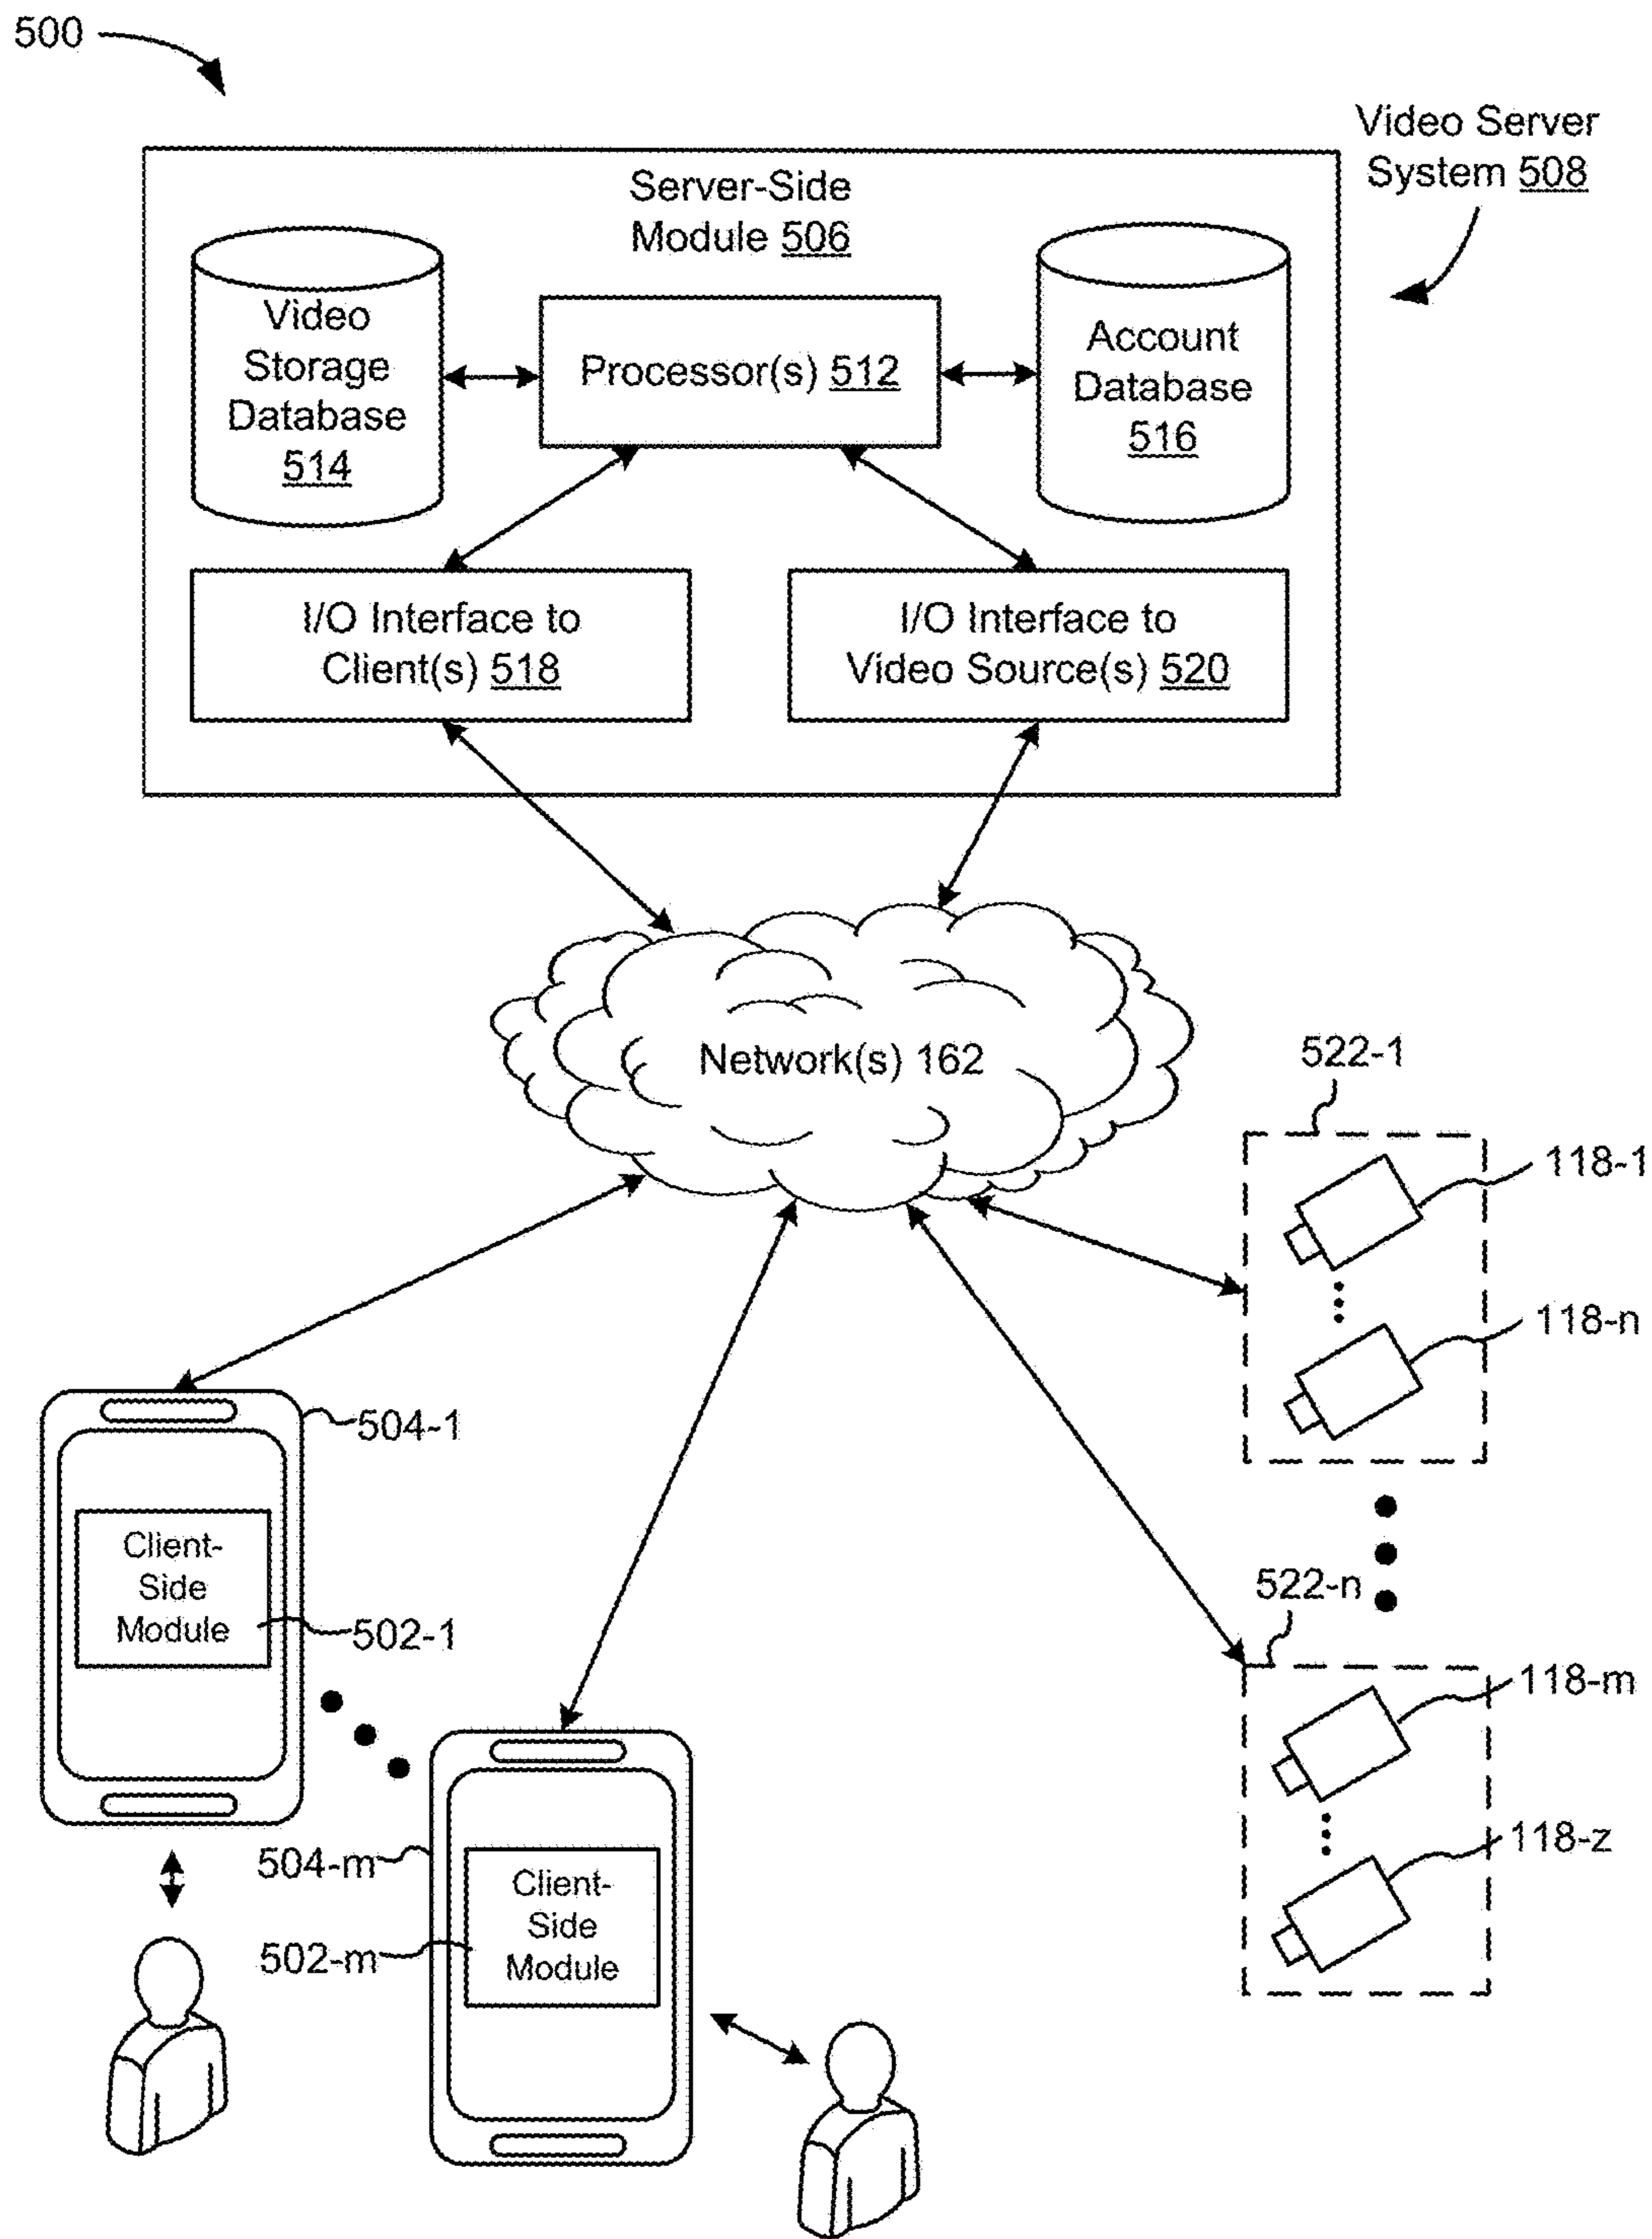 500
Video Server
System 508
Server-Side
Module 506
Video
Storage
Database
514
Processor(s) 512
Account
Database
516
I/O Interface to
Client(s) 518
I/O Interface to
Video Source(s) 520
Network(s) 162
522-1
118-1
118-n
504-1
Client-
Side
Module
502-1
522-n
118-m
118-z
504-m
Client-
Side
Module
502-m